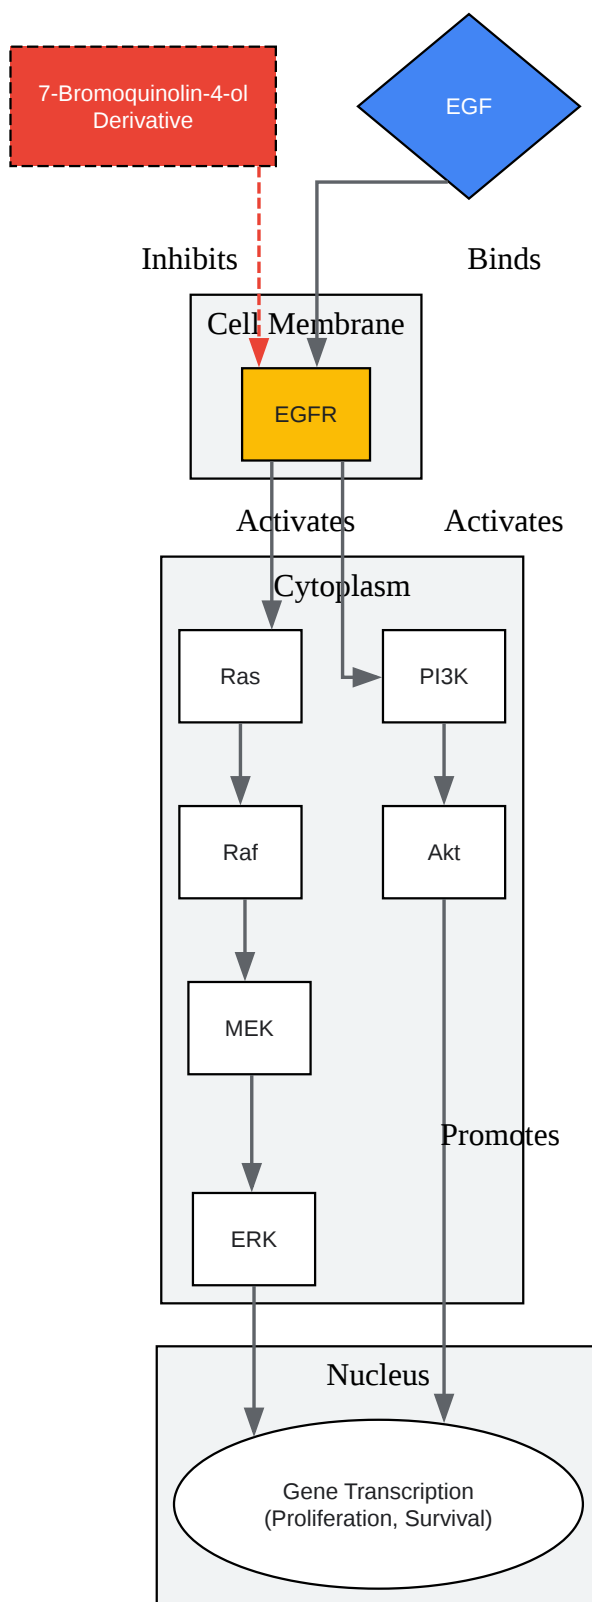 7-Bromoquinolin-4-ol
Derivative
EGF
Inhibits
Binds
Cell Membrane
EGFR
Activates
Activates
Cytoplasm
Ras
PI3K
Raf
Akt
MEK
Promotes
ERK
Nucleus
Gene Transcription
(Proliferation, Survival)